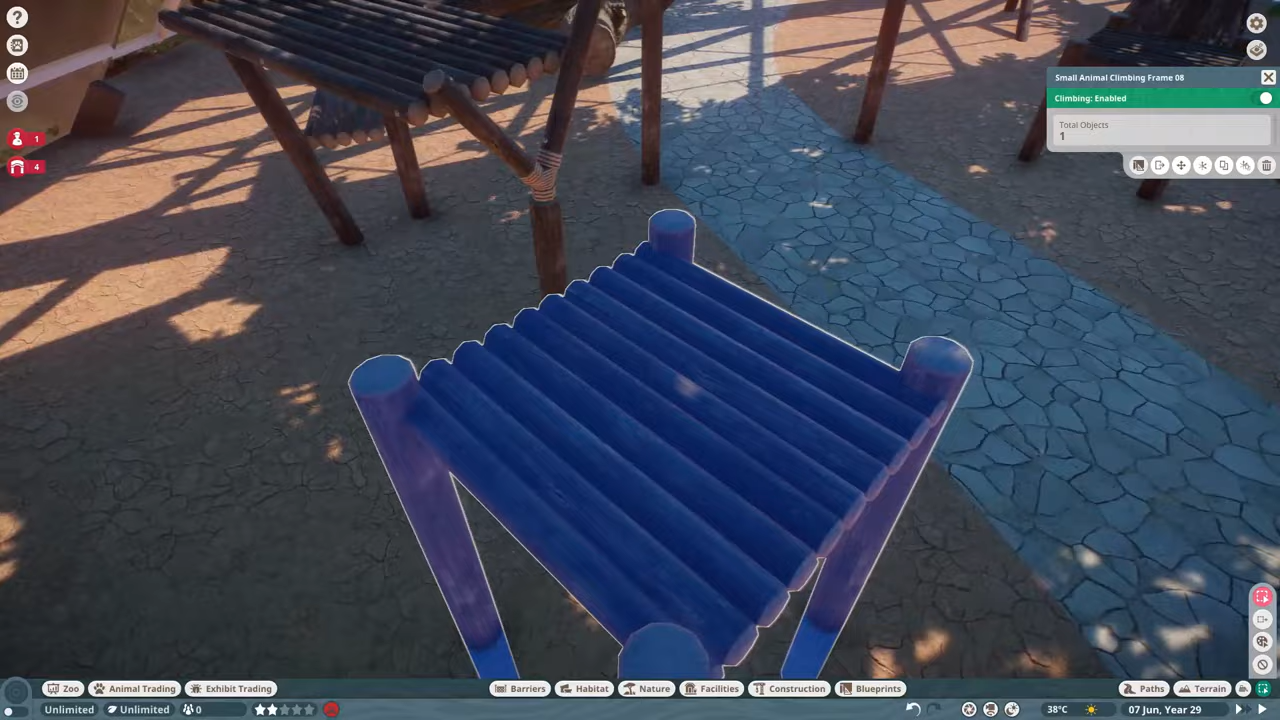 Small Animal Climbing Frame 08
Climbing: Enabled
Total Objects
1
1
4
Zoo
Animal Trading
Exhibit Trading
Barriers
Habitat
Nature
Facilities
Construction
Blueprints
Paths
Terrain
Unlimited
Unlimited
0
38°C
07 Jun, Year 29